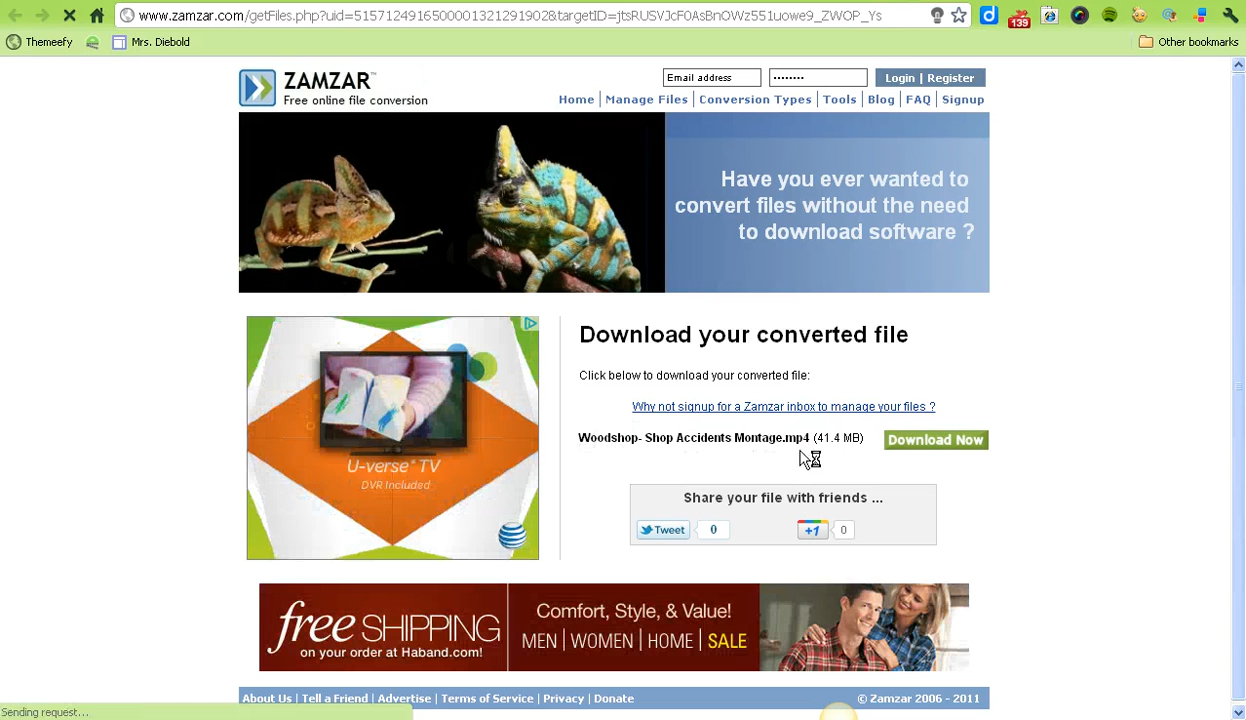 www.zamzar.com/getFiles.php?uid=5157124916500001321291902&targetID=jtsRUSVJcF0AsBnOWz551uowe9_ZWOP_Ys
139
Themeefy
Mrs. Diebold
Other bookmarks
ZAMZAR™
Free online file conversion
Email address
Login | Register
Home | Manage Files | Conversion Types | Tools | Blog | FAQ | Signup
Have you ever wanted to
convert files without the need
to download software ?
Download your converted file
Click below to download your converted file:
Why not signup for a Zamzar inbox to manage your files ?
Woodshop- Shop Accidents Montage.mp4 (41.4 MB)
Download Now
U-verse® TV
DVR Included
at&t
Share your file with friends ...
Tweet 0
+1 0
free SHIPPING
on your order at Haband.com!
Comfort, Style, & Value!
MEN | WOMEN | HOME | SALE
About Us | Tell a Friend | Advertise | Terms of Service | Privacy | Donate
© Zamzar 2006 - 2011
Sending request...